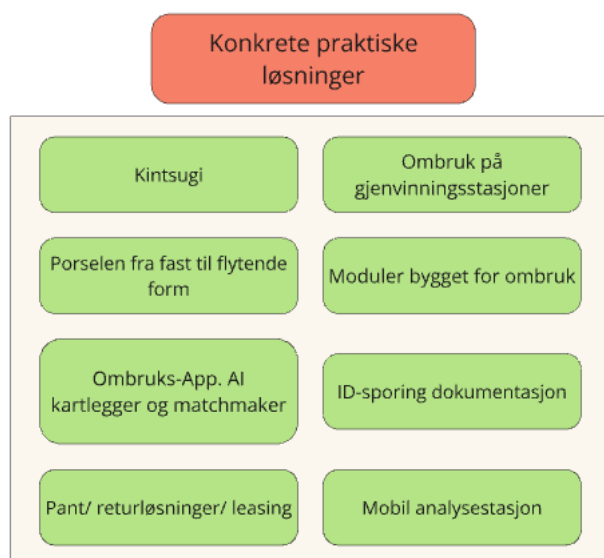 Konkrete praktiske
løsninger
Kintsugi
Ombruk på
gjenvinningsstasjoner
Porselen fra fast til flytende
form
Moduler bygget for ombruk
Ombruks-App. AI
kartlegger og matchmaker
ID-sporing dokumentasjon
Pant/ returløsninger/ leasing
Mobil analysestasjon